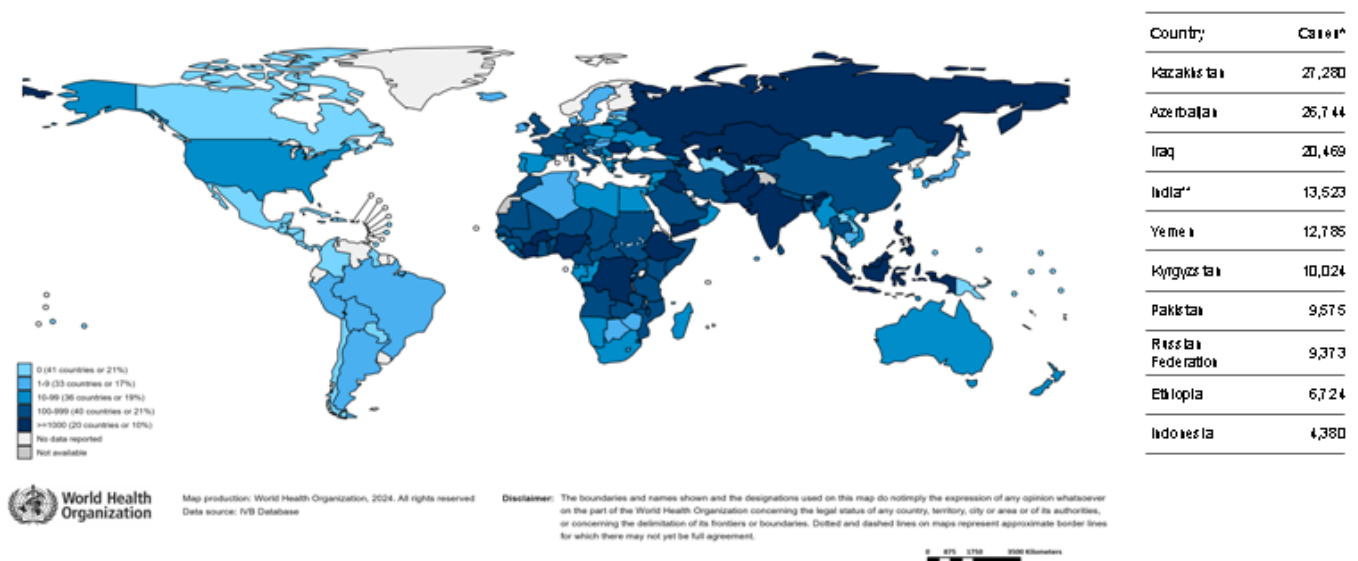 Country Cases*
Kazakhstan 27,280
Azerbaijan 26,744
Iraq 20,469
India** 13,523
Yemen 12,785
Kyrgyzstan 10,024
Pakistan 9,575
Russian
Federation 9,373
Ethiopia 6,724
Indonesia 4,380
0 (41 countries or 21%)
1-9 (33 countries or 17%)
10-99 (36 countries or 19%)
100-999 (40 countries or 21%)
>=1000 (20 countries or 10%)
No data reported
Not available
World Health
Organization
Map production: World Health Organization, 2024. All rights reserved
Data source: IVB Database
Disclaimer: The boundaries and names shown and the designations used on this map do notimply the expression of any opinion whatsoever
on the part of the World Health Organization concerning the legal status of any country, territory, city or area or of its authorities,
or concerning the delimitation of its frontiers or boundaries. Dotted and dashed lines on maps represent approximate border lines
for which there may not yet be full agreement.
0 875 1750 3500 Kilometers